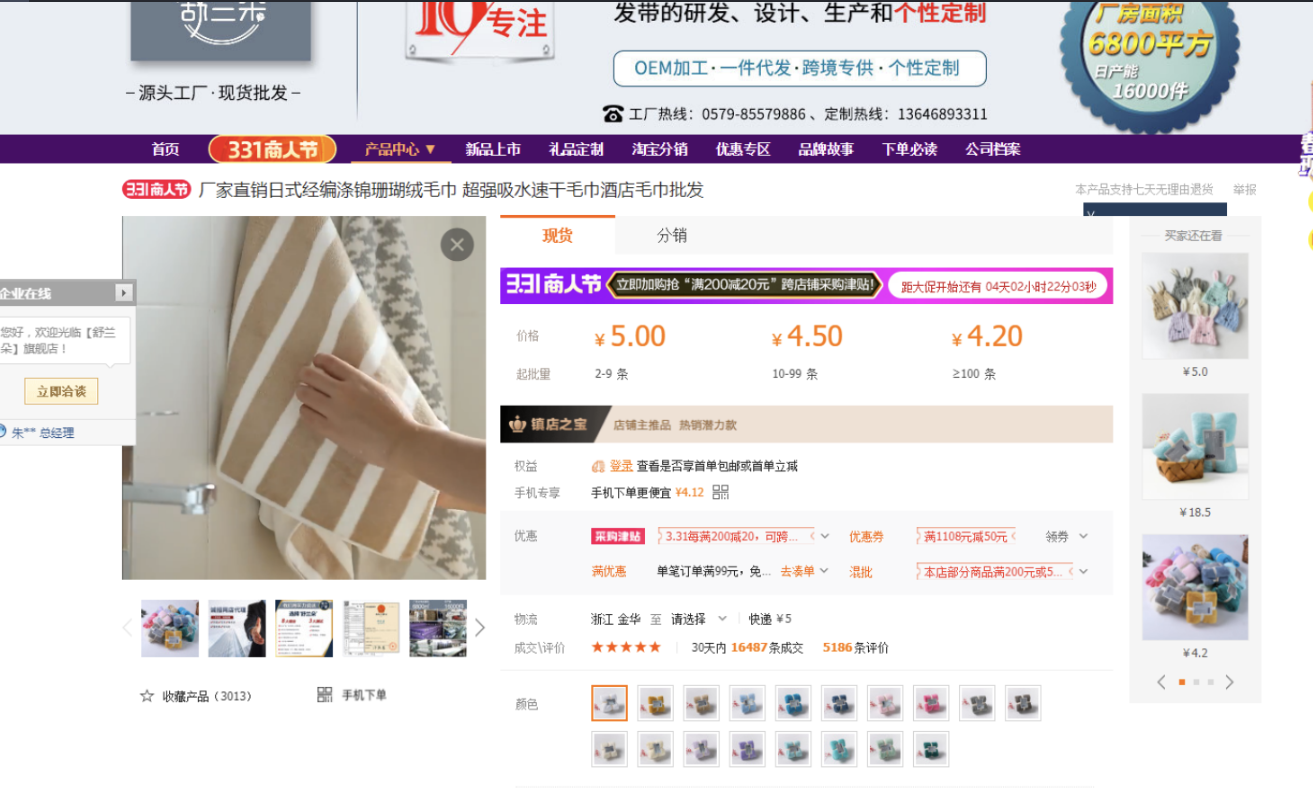 专注
发带的研发、设计、生产和个性定制
厂房面积
6800平方
日产能
16000件
OEM加工·一件代发·跨境专供·个性定制
–源头工厂·现货批发–
工厂热线：0579-85579886、定制热线：13646893311
首页 331商人节 产品中心▼ 新品上市 礼品定制 淘宝分销 优惠专区 品牌故事 下单必读 公司档案
3.31商人节 厂家直销日式经编涤锦珊瑚绒毛巾 超强吸水速干毛巾酒店毛巾批发
本产品支持七天无理由退货 举报
现货 分销
买家还在看
3.31商人节 立即加购抢“满200减20元”跨店铺采购津贴! 距大促开始还有 04天02小时22分03秒
企业在线
您好，欢迎光临【舒兰
朵】旗舰店！
立即洽谈
朱** 总经理
价格 ¥5.00 ¥4.50 ¥4.20
起批量 2-9 条 10-99 条 ≥100 条
¥5.0
镇店之宝 店铺主推品 热销潜力款
权益 登录 查看是否享首单包邮或首单立减
手机专享 手机下单更便宜 ¥4.12
¥18.5
优惠 采购津贴 3.31每满200减20，可跨... 优惠券 满1108元减50元 领券
满优惠 单笔订单满99元，免... 去凑单 混批 本店部分商品满200元或5...
物流 浙江 金华 至 请选择 快递 ¥5
成交\评价 ★★★★★ 30天内 16487条成交 5186条评价
¥4.2
☆ 收藏产品（3013） 手机下单
颜色